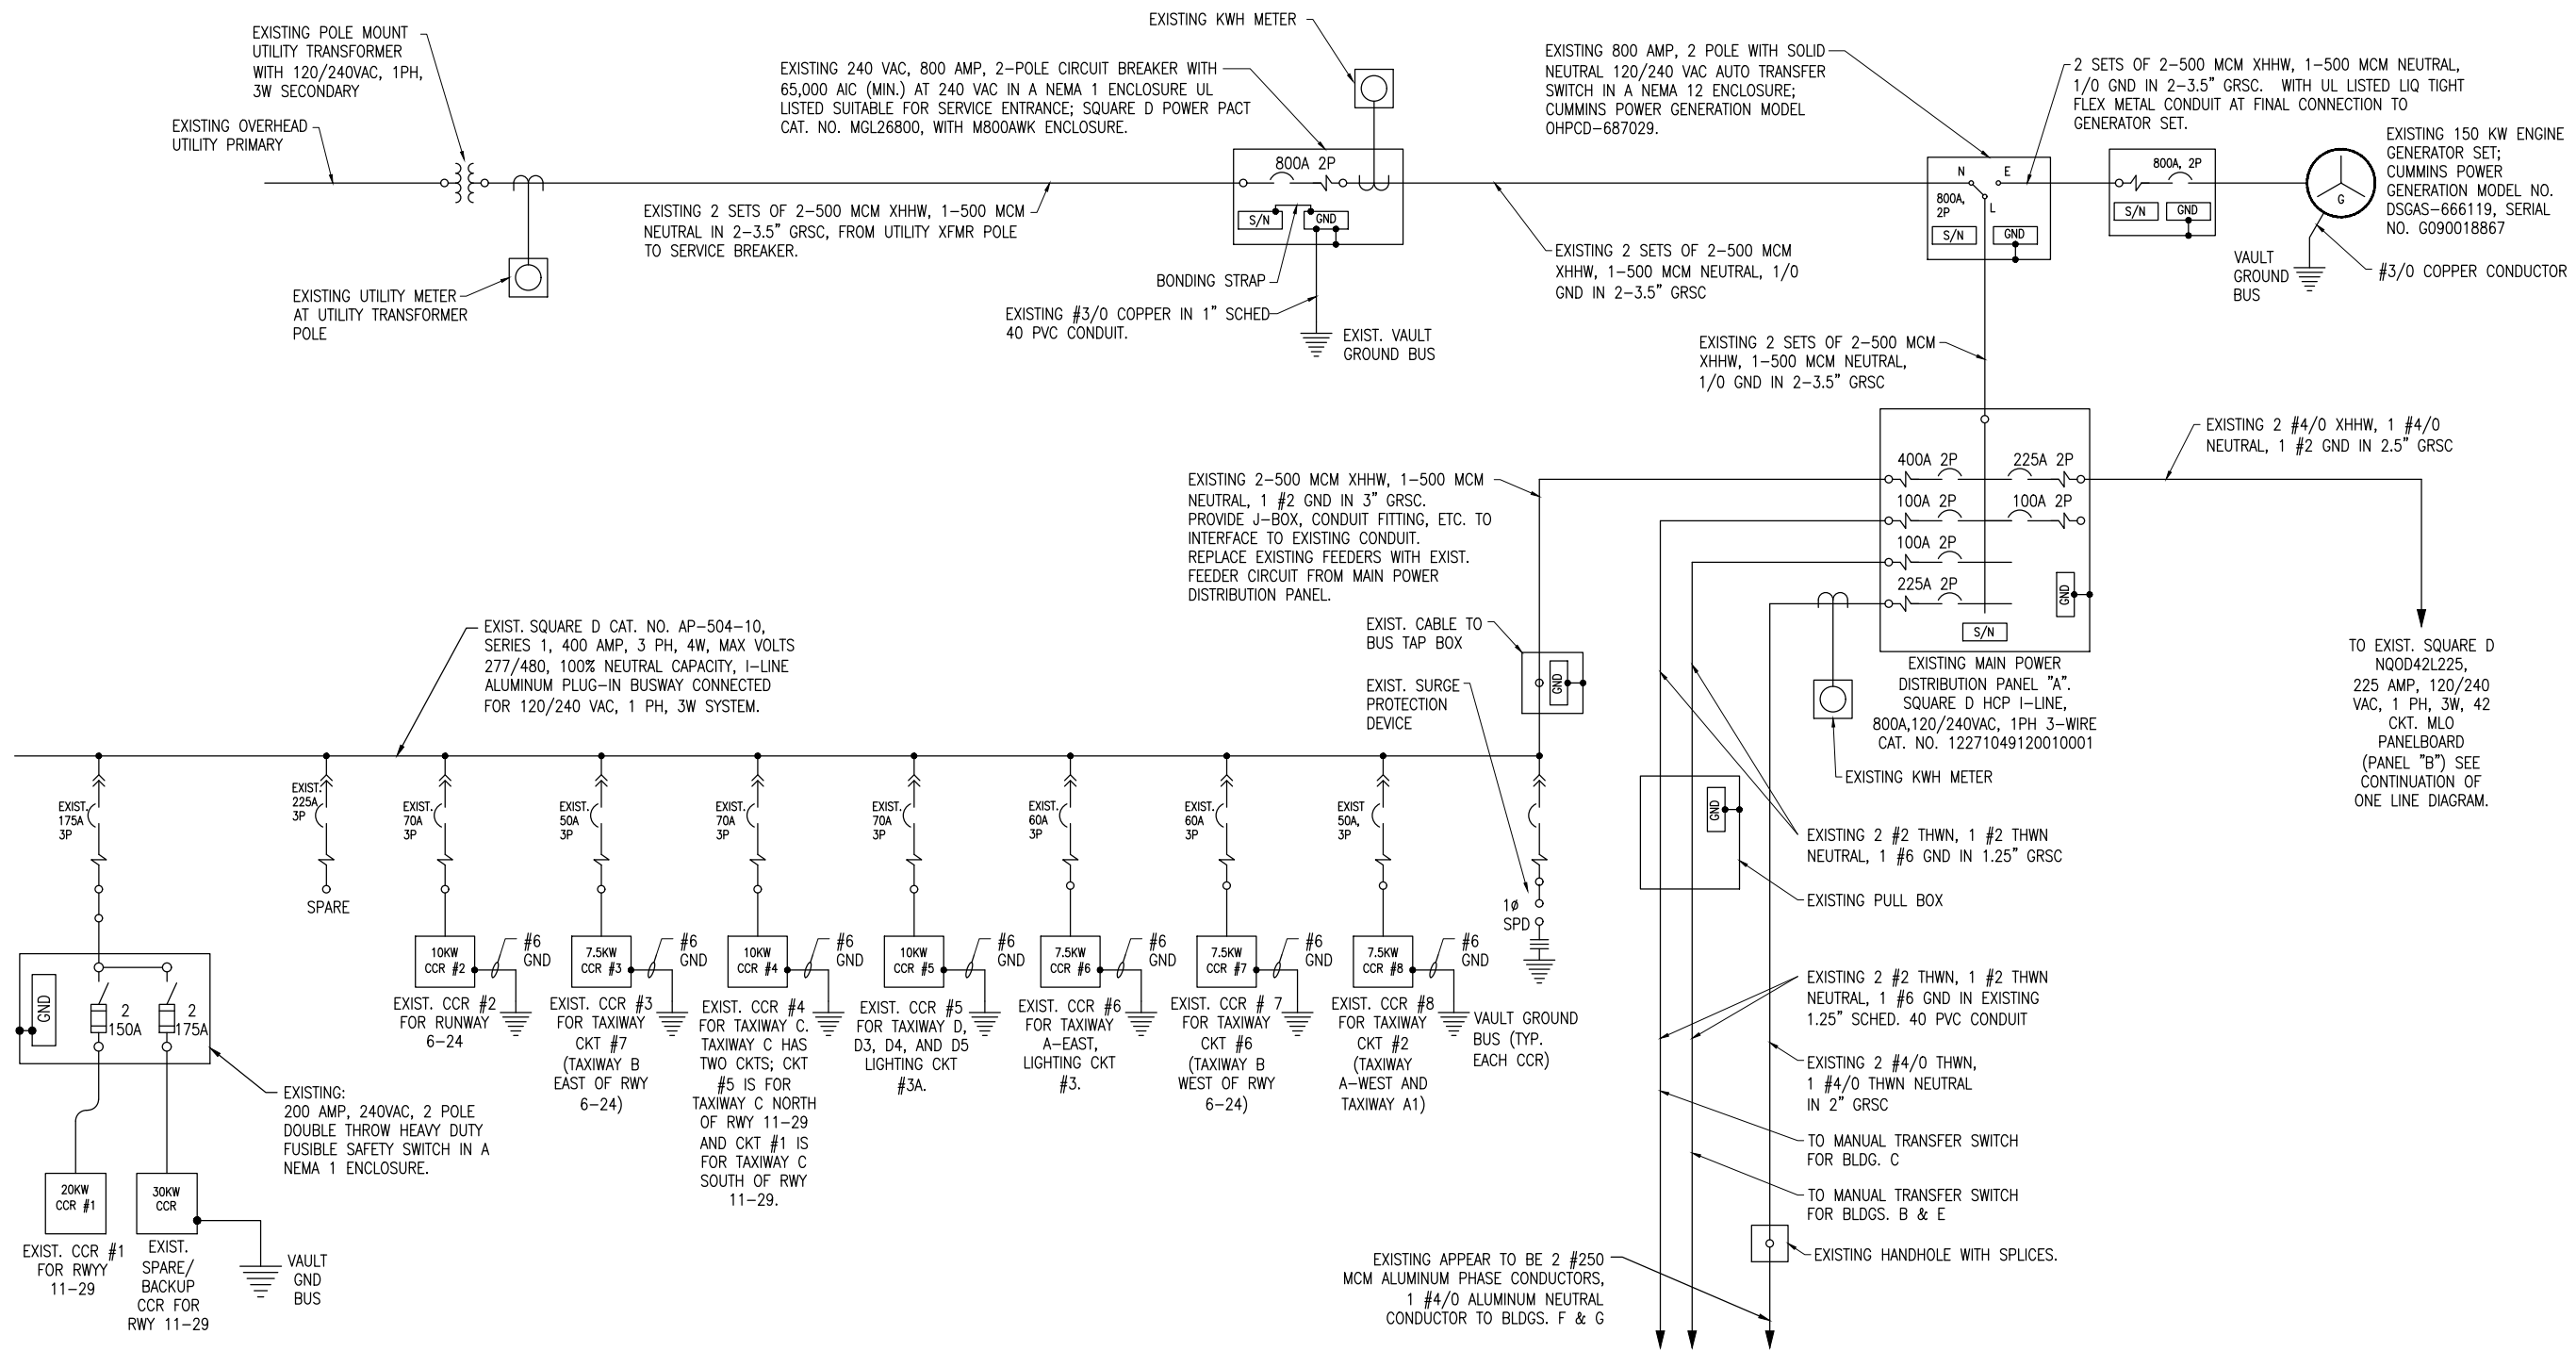 EXISTING POLE MOUNT
UTILITY TRANSFORMER
WITH 120/240VAC, 1PH,
3W SECONDARY
EXISTING OVERHEAD
UTILITY PRIMARY
EXISTING UTILITY METER
AT UTILITY TRANSFORMER
POLE
EXISTING 2 SETS OF 2-500 MCM XHHW, 1-500 MCM
NEUTRAL IN 2-3.5" GRSC, FROM UTILITY XFMR POLE
TO SERVICE BREAKER.
EXISTING 240 VAC, 800 AMP, 2-POLE CIRCUIT BREAKER WITH
65,000 AIC (MIN.) AT 240 VAC IN A NEMA 1 ENCLOSURE UL
LISTED SUITABLE FOR SERVICE ENTRANCE; SQUARE D POWER PACT
CAT. NO. MGL26800, WITH M800AWK ENCLOSURE.
EXISTING KWH METER
800A 2P
S/N
GND
BONDING STRAP
EXISTING #3/0 COPPER IN 1" SCHED
40 PVC CONDUIT.
EXIST. VAULT
GROUND BUS
EXISTING 2 SETS OF 2-500 MCM
XHHW, 1-500 MCM NEUTRAL, 1/0
GND IN 2-3.5" GRSC
EXISTING 800 AMP, 2 POLE WITH SOLID
NEUTRAL 120/240 VAC AUTO TRANSFER
SWITCH IN A NEMA 12 ENCLOSURE;
CUMMINS POWER GENERATION MODEL
OHPCD-687029.
N
E
800A,
2P
L
S/N
GND
2 SETS OF 2-500 MCM XHHW, 1-500 MCM NEUTRAL,
1/0 GND IN 2-3.5" GRSC. WITH UL LISTED LIQ TIGHT
FLEX METAL CONDUIT AT FINAL CONNECTION TO
GENERATOR SET.
800A, 2P
S/N
GND
G
EXISTING 150 KW ENGINE
GENERATOR SET;
CUMMINS POWER
GENERATION MODEL NO.
DSGAS-666119, SERIAL
NO. G090018867
VAULT
GROUND
BUS
#3/0 COPPER CONDUCTOR
EXISTING 2 SETS OF 2-500 MCM
XHHW, 1-500 MCM NEUTRAL,
1/0 GND IN 2-3.5" GRSC
400A 2P
225A 2P
100A 2P
100A 2P
100A 2P
225A 2P
GND
S/N
EXISTING MAIN POWER
DISTRIBUTION PANEL "A".
SQUARE D HCP I-LINE,
800A,120/240VAC, 1PH 3-WIRE
CAT. NO. 12271049120010001
EXISTING KWH METER
EXISTING 2 #4/0 XHHW, 1 #4/0
NEUTRAL, 1 #2 GND IN 2.5" GRSC
TO EXIST. SQUARE D
NQOD42L225,
225 AMP, 120/240
VAC, 1 PH, 3W, 42
CKT. MLO
PANELBOARD
(PANEL "B") SEE
CONTINUATION OF
ONE LINE DIAGRAM.
EXISTING 2-500 MCM XHHW, 1-500 MCM
NEUTRAL, 1 #2 GND IN 3" GRSC.
PROVIDE J-BOX, CONDUIT FITTING, ETC. TO
INTERFACE TO EXISTING CONDUIT.
REPLACE EXISTING FEEDERS WITH EXIST.
FEEDER CIRCUIT FROM MAIN POWER
DISTRIBUTION PANEL.
EXIST. CABLE TO
BUS TAP BOX
GND
EXIST. SURGE
PROTECTION
DEVICE
1ø
SPD
EXIST. SQUARE D CAT. NO. AP-504-10,
SERIES 1, 400 AMP, 3 PH, 4W, MAX VOLTS
277/480, 100% NEUTRAL CAPACITY, I-LINE
ALUMINUM PLUG-IN BUSWAY CONNECTED
FOR 120/240 VAC, 1 PH, 3W SYSTEM.
EXIST.
175A
3P
EXIST.
225A
3P
SPARE
EXIST.
70A
3P
EXIST.
50A
3P
EXIST.
70A
3P
EXIST.
70A
3P
EXIST.
60A
3P
EXIST.
60A
3P
EXIST
50A,
3P
10KW
CCR #2
#6
GND
7.5KW
CCR #3
#6
GND
10KW
CCR #4
#6
GND
10KW
CCR #5
#6
GND
7.5KW
CCR #6
#6
GND
7.5KW
CCR #7
#6
GND
7.5KW
CCR #8
#6
GND
EXIST. CCR #2
FOR RUNWAY
6-24
EXIST. CCR #3
FOR TAXIWAY
CKT #7
(TAXIWAY B
EAST OF RWY
6-24)
EXIST. CCR #4
FOR TAXIWAY C.
TAXIWAY C HAS
TWO CKTS; CKT
#5 IS FOR
TAXIWAY C NORTH
OF RWY 11-29
AND CKT #1 IS
FOR TAXIWAY C
SOUTH OF RWY
11-29.
EXIST. CCR #5
FOR TAXIWAY D,
D3, D4, AND D5
LIGHTING CKT
#3A.
EXIST. CCR #6
FOR TAXIWAY
A-EAST,
LIGHTING CKT
#3.
EXIST. CCR # 7
FOR TAXIWAY
CKT #6
(TAXIWAY B
WEST OF RWY
6-24)
EXIST. CCR #8
FOR TAXIWAY
CKT #2
(TAXIWAY
A-WEST AND
TAXIWAY A1)
VAULT GROUND
BUS (TYP.
EACH CCR)
GND
2
150A
2
175A
EXISTING:
200 AMP, 240VAC, 2 POLE
DOUBLE THROW HEAVY DUTY
FUSIBLE SAFETY SWITCH IN A
NEMA 1 ENCLOSURE.
20KW
CCR #1
30KW
CCR
EXIST. CCR #1
FOR RWYY
11-29
EXIST.
SPARE/
BACKUP
CCR FOR
RWY 11-29
VAULT
GND
BUS
GND
EXISTING 2 #2 THWN, 1 #2 THWN
NEUTRAL, 1 #6 GND IN 1.25" GRSC
EXISTING PULL BOX
EXISTING 2 #2 THWN, 1 #2 THWN
NEUTRAL, 1 #6 GND IN EXISTING
1.25" SCHED. 40 PVC CONDUIT
EXISTING 2 #4/0 THWN,
1 #4/0 THWN NEUTRAL
IN 2" GRSC
TO MANUAL TRANSFER SWITCH
FOR BLDG. C
TO MANUAL TRANSFER SWITCH
FOR BLDGS. B & E
EXISTING HANDHOLE WITH SPLICES.
EXISTING APPEAR TO BE 2 #250
MCM ALUMINUM PHASE CONDUCTORS,
1 #4/0 ALUMINUM NEUTRAL
CONDUCTOR TO BLDGS. F & G